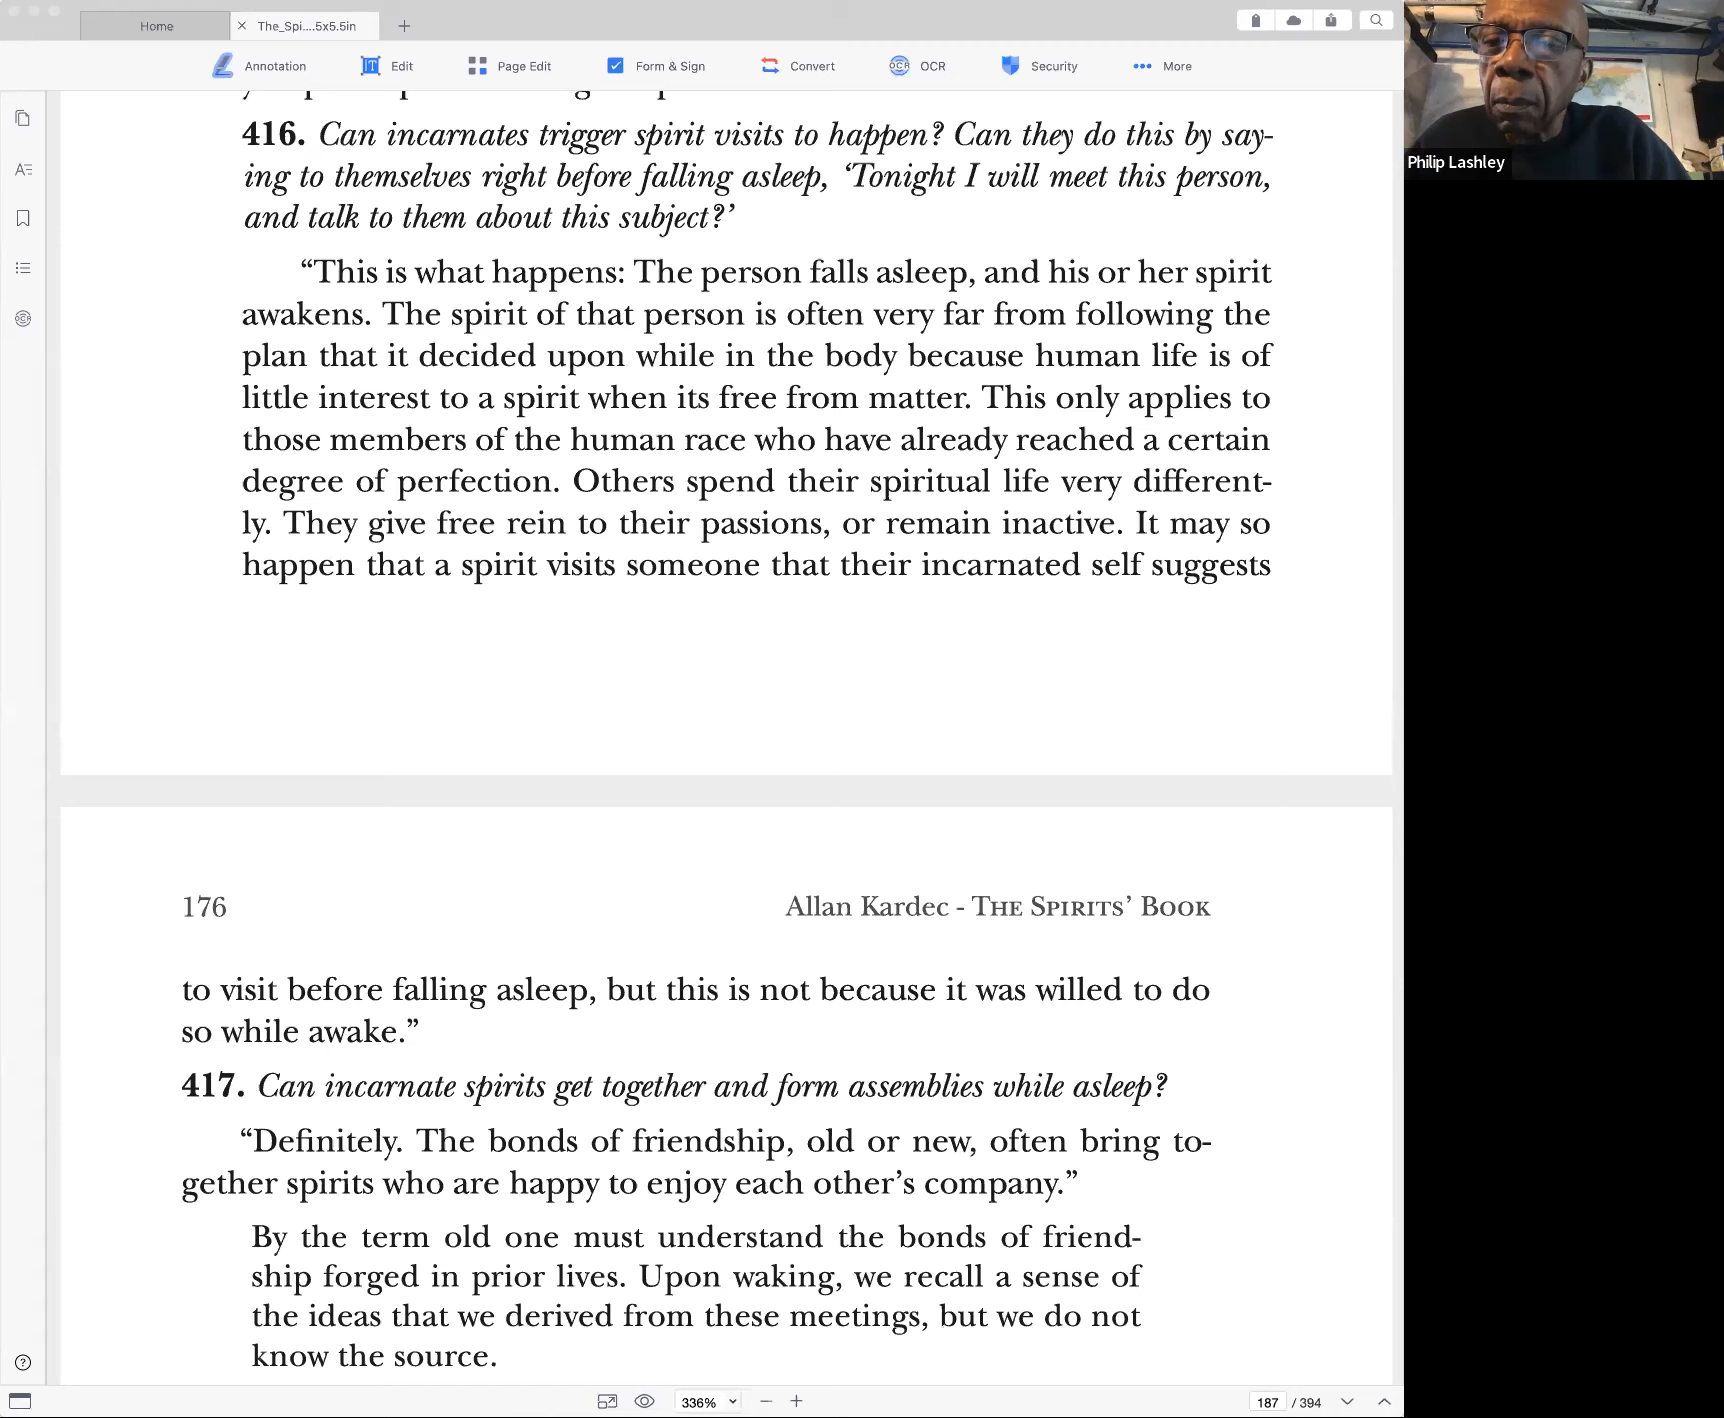 Home
The_Spi....5x5.5in
Annotation
Edit
Page Edit
Form & Sign
Convert
OCR
Security
More
416. Can incarnates trigger spirit visits to happen? Can they do this by say-
ing to themselves right before falling asleep, ‘Tonight I will meet this person,
and talk to them about this subject?’
“This is what happens: The person falls asleep, and his or her spirit
awakens. The spirit of that person is often very far from following the
plan that it decided upon while in the body because human life is of
little interest to a spirit when its free from matter. This only applies to
those members of the human race who have already reached a certain
degree of perfection. Others spend their spiritual life very different-
ly. They give free rein to their passions, or remain inactive. It may so
happen that a spirit visits someone that their incarnated self suggests
176
Allan Kardec - THE SPIRITS’ BOOK
to visit before falling asleep, but this is not because it was willed to do
so while awake.”
417. Can incarnate spirits get together and form assemblies while asleep?
“Definitely. The bonds of friendship, old or new, often bring to-
gether spirits who are happy to enjoy each other’s company.”
By the term old one must understand the bonds of friend-
ship forged in prior lives. Upon waking, we recall a sense of
the ideas that we derived from these meetings, but we do not
know the source.
336%
187 / 394
Philip Lashley